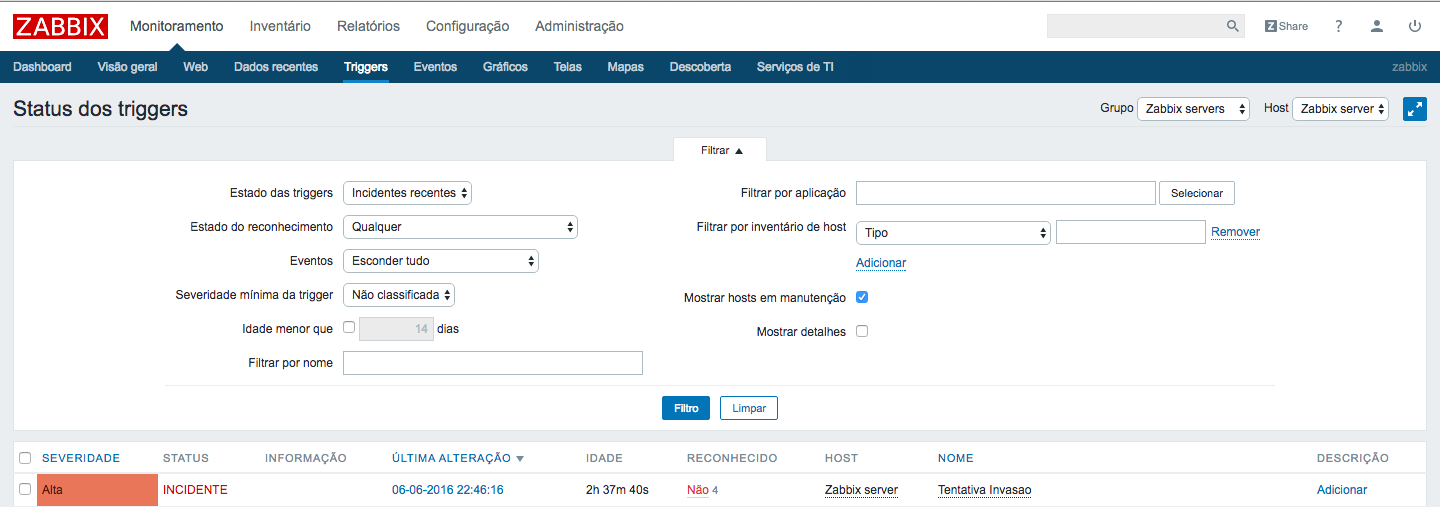 ZABBIX Monitoramento Inventário Relatórios Configuração Administração Z Share ?
Dashboard Visão geral Web Dados recentes Triggers Eventos Gráficos Telas Mapas Descoberta Serviços de TI zabbix
Status dos triggers Grupo Zabbix servers Host Zabbix server
Filtrar
Estado das triggers Incidentes recentes Filtrar por aplicação Selecionar
Estado do reconhecimento Qualquer Filtrar por inventário de host Tipo Remover
Eventos Esconder tudo Adicionar
Severidade mínima da trigger Não classificada Mostrar hosts em manutenção
Idade menor que 14 dias Mostrar detalhes
Filtrar por nome
Filtro Limpar
SEVERIDADE STATUS INFORMAÇÃO ÚLTIMA ALTERAÇÃO IDADE RECONHECIDO HOST NOME DESCRIÇÃO
Alta INCIDENTE 06-06-2016 22:46:16 2h 37m 40s Não 4 Zabbix server Tentativa Invasao Adicionar